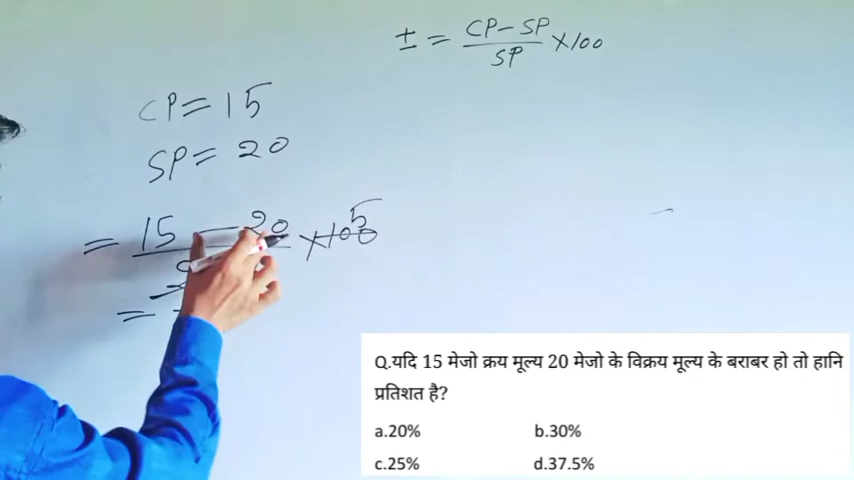 ± = CP-SP/SP ×100
CP = 15
SP = 20
= 15 - 20 ×100 5
=
Q.यदि 15 मेजो क्रय मूल्य 20 मेजो के विक्रय मूल्य के बराबर हो तो हानि
प्रतिशत है?
a.20% b.30%
c.25% d.37.5%